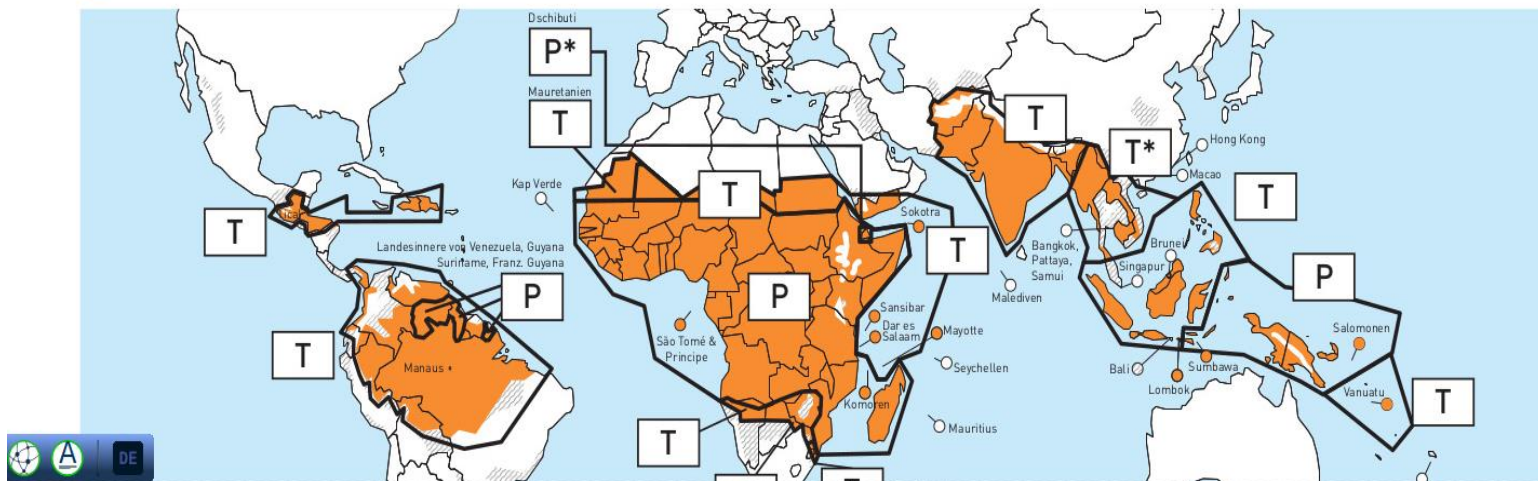 Dschibuti
P*
Mauretanien
T
Kap Verde
T
T
Landesinnere von Venezuela, Guyana
Suriname, Franz. Guyana
P
T
Manaus
São Tomé &
Principe
P
T
Sokotra
T
Sansibar
Dar es
Salaam
Mayotte
Seychellen
Komoren
Mauritius
T
T*
Hong Kong
Macao
T
Bangkok,
Pattaya,
Samui
Malediven
Brunei
Singapur
P
Salomonen
Bali
Sumbawa
Lombok
Vanuatu
T
A
DE